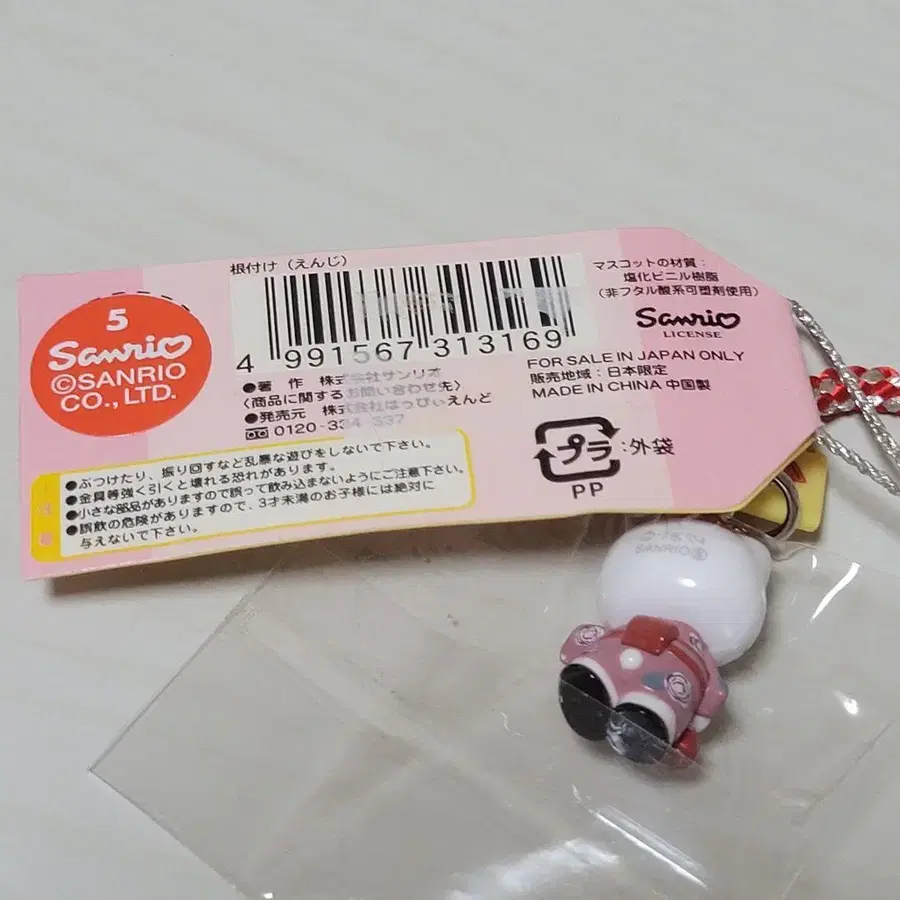 根付け（えんじ）
4 991567 313169
●著 作 株式会社サンリオ
〈商品に関するお問い合わせ先〉
●発売元 株式会社はっぴぃえんど
0120-334-337
5
Sanrio
©SANRIO
CO., LTD.
マスコットの材質：
塩化ビニル樹脂
（非フタル酸系可塑剤使用）
Sanrio
LICENSE
FOR SALE IN JAPAN ONLY
販売地域：日本限定
MADE IN CHINA 中国製
プラ
：外袋
PP
●ぶつけたり、振り回すなど乱暴な遊びをしないで下さい。
●金具等強く引くと壊れる恐れがあります。
●小さな部品がありますので誤って飲み込まないようにご注意下さい。
●誤飲の危険がありますので、3才未満のお子様には絶対に
与えないで下さい。
SANRIO